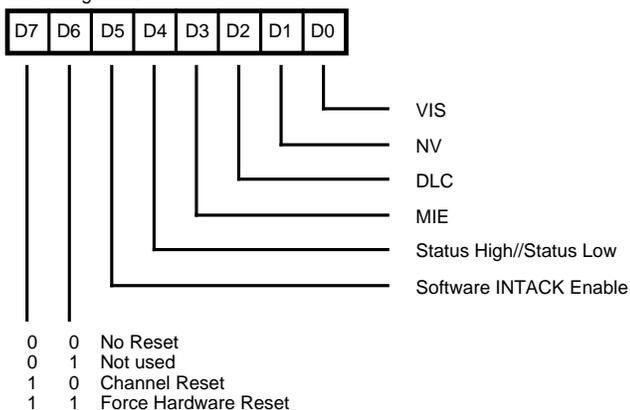 D7 D6 D5 D4 D3 D2 D1 D0
VIS
NV
DLC
MIE
Status High//Status Low
Software INTACK Enable
0 0 No Reset
0 1 Not used
1 0 Channel Reset
1 1 Force Hardware Reset